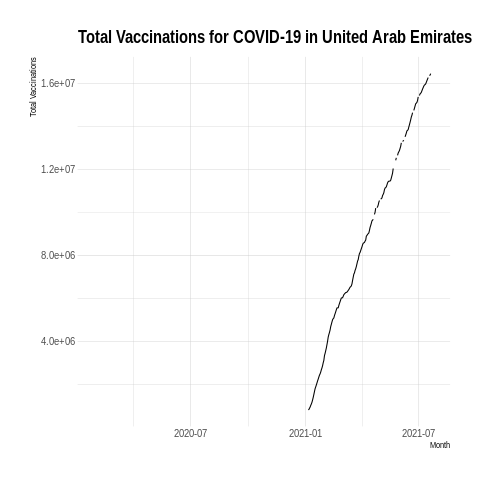 Total Vaccinations for COVID-19 in United Arab Emirates
Total Vaccinations
1.6e+07
1.2e+07
8.0e+06
4.0e+06
2020-07
2021-01
2021-07
Month